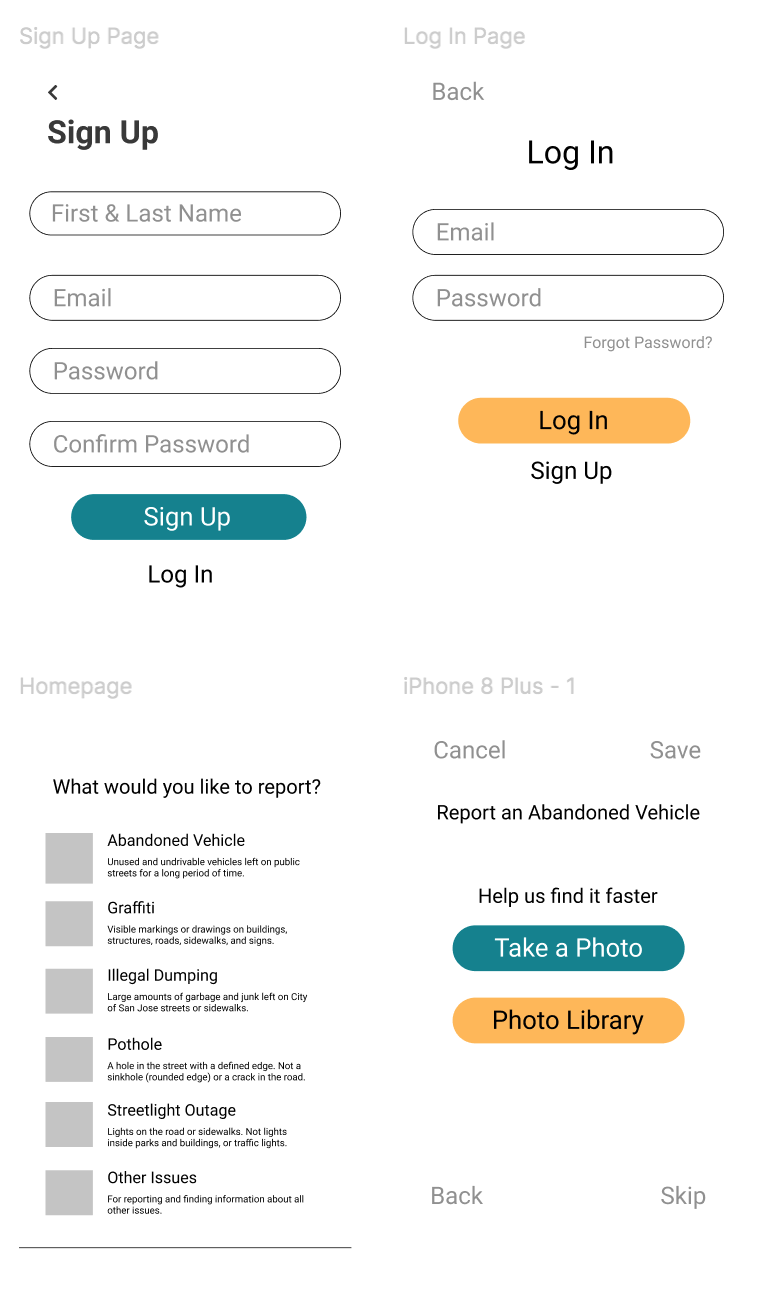 Sign Up Page
Sign Up
First & Last Name
Email
Password
Confirm Password
Sign Up
Log In
Log In Page
Back
Log In
Email
Password
Forgot Password?
Log In
Sign Up
Homepage
What would you like to report?
Abandoned Vehicle
Unused and undrivable vehicles left on public
streets for a long period of time.
Graffiti
Visible markings or drawings on buildings,
structures, roads, sidewalks, and signs.
Illegal Dumping
Large amounts of garbage and junk left on City
of San Jose streets or sidewalks.
Pothole
A hole in the street with a defined edge. Not a
sinkhole (rounded edge) or a crack in the road.
Streetlight Outage
Lights on the road or sidewalks. Not lights
inside parks and buildings, or traffic lights.
Other Issues
For reporting and finding information about all
other issues.
iPhone 8 Plus - 1
Cancel
Save
Report an Abandoned Vehicle
Help us find it faster
Take a Photo
Photo Library
Back
Skip